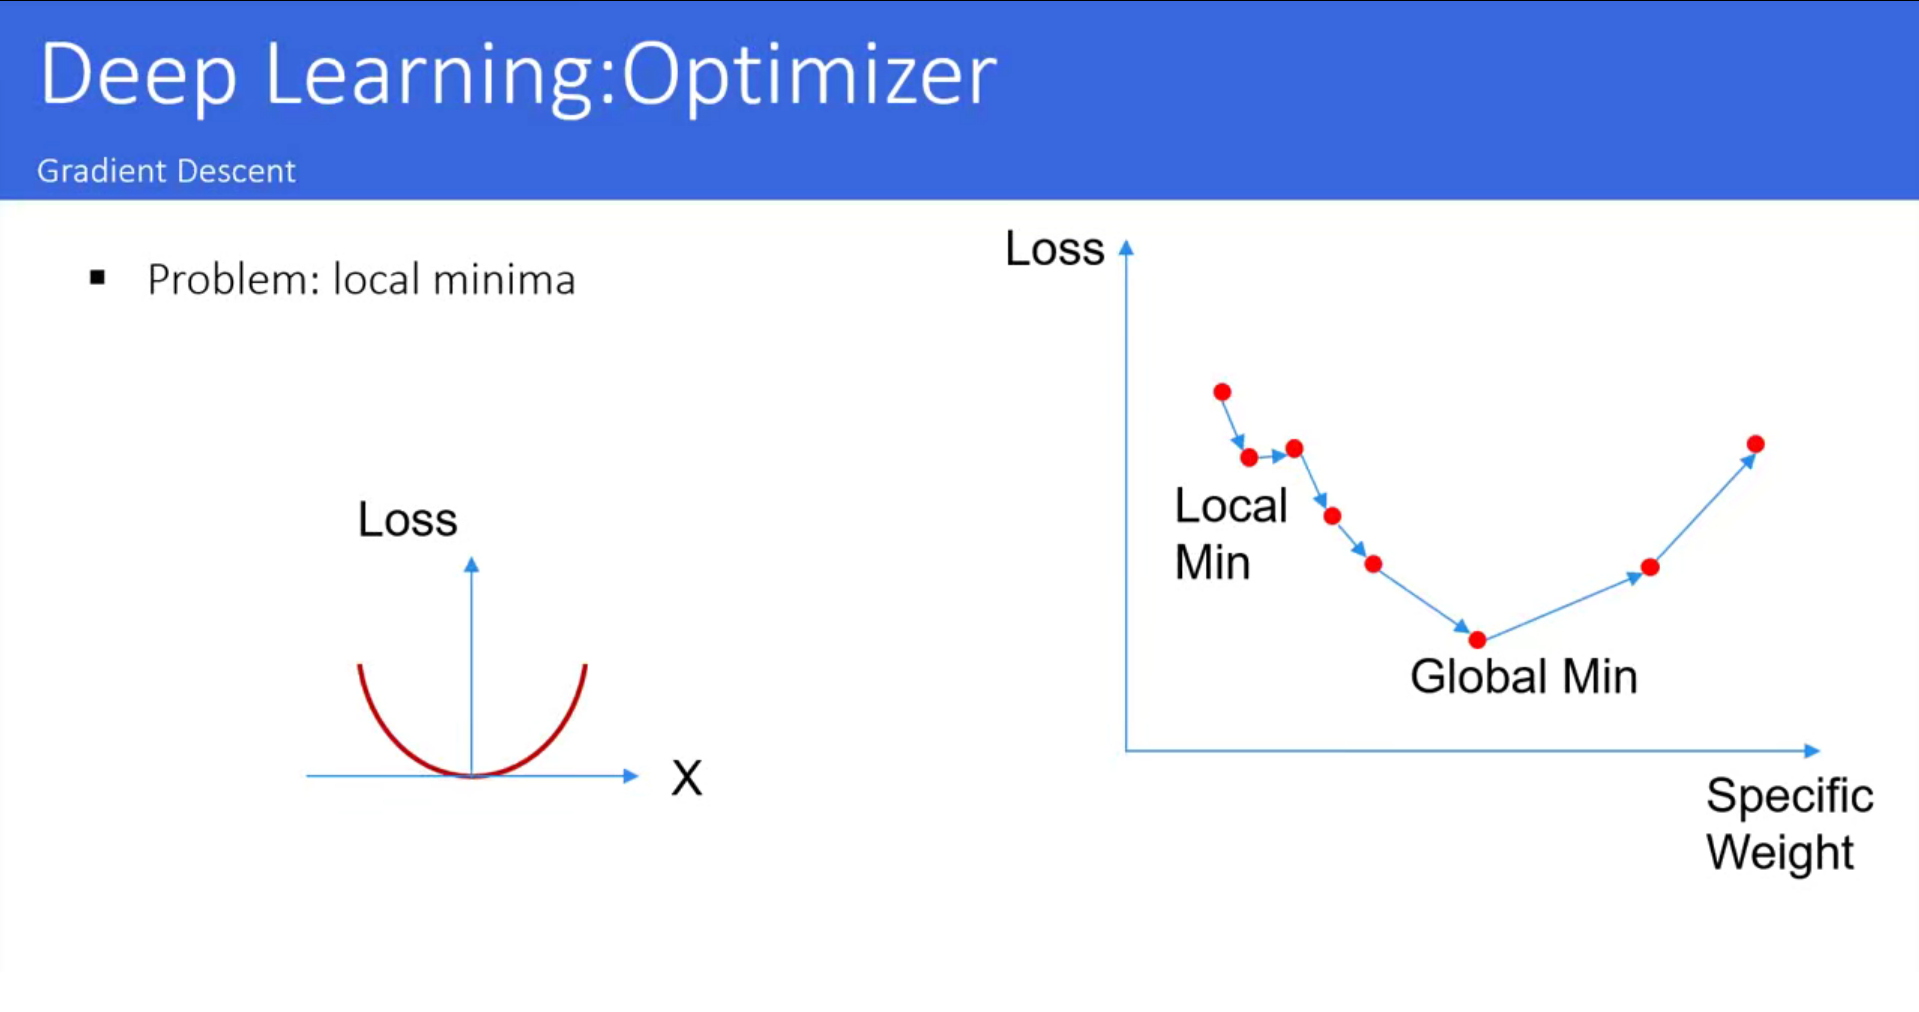 Deep Learning:Optimizer
Gradient Descent
▪ Problem: local minima
Loss
X
Loss
Local
Min
Global Min
Specific
Weight